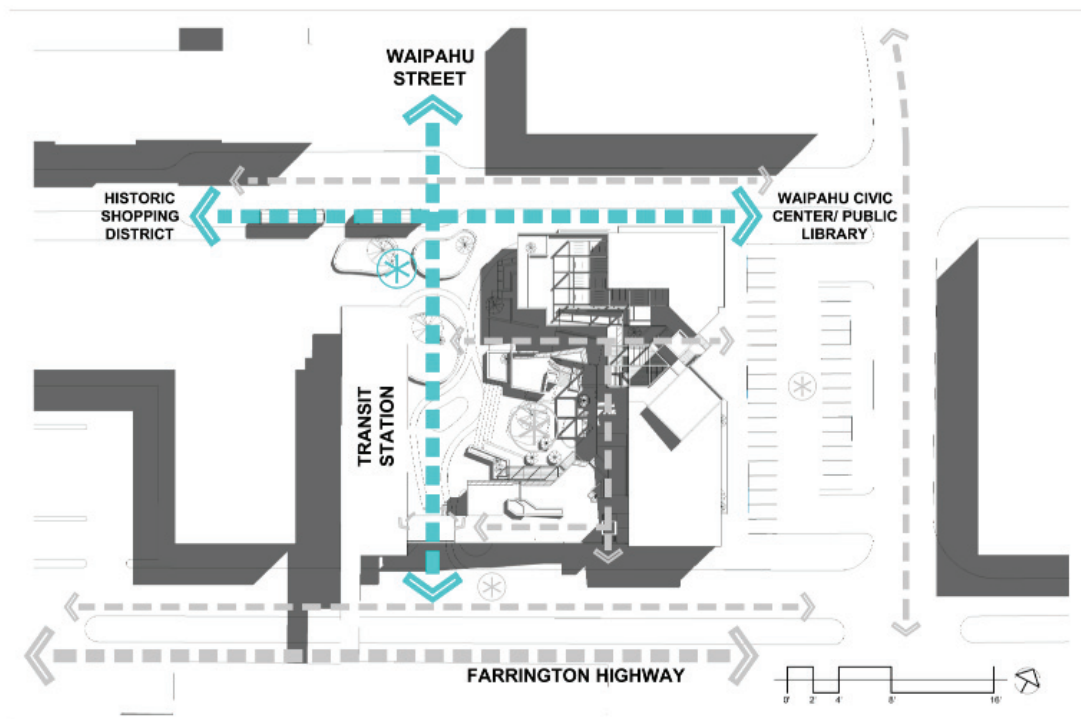 WAIPAHU
STREET
HISTORIC
SHOPPING
DISTRICT
WAIPAHU CIVIC
CENTER/ PUBLIC
LIBRARY
TRANSIT
STATION
FARRINGTON HIGHWAY
0' 2' 4' 8' 16'